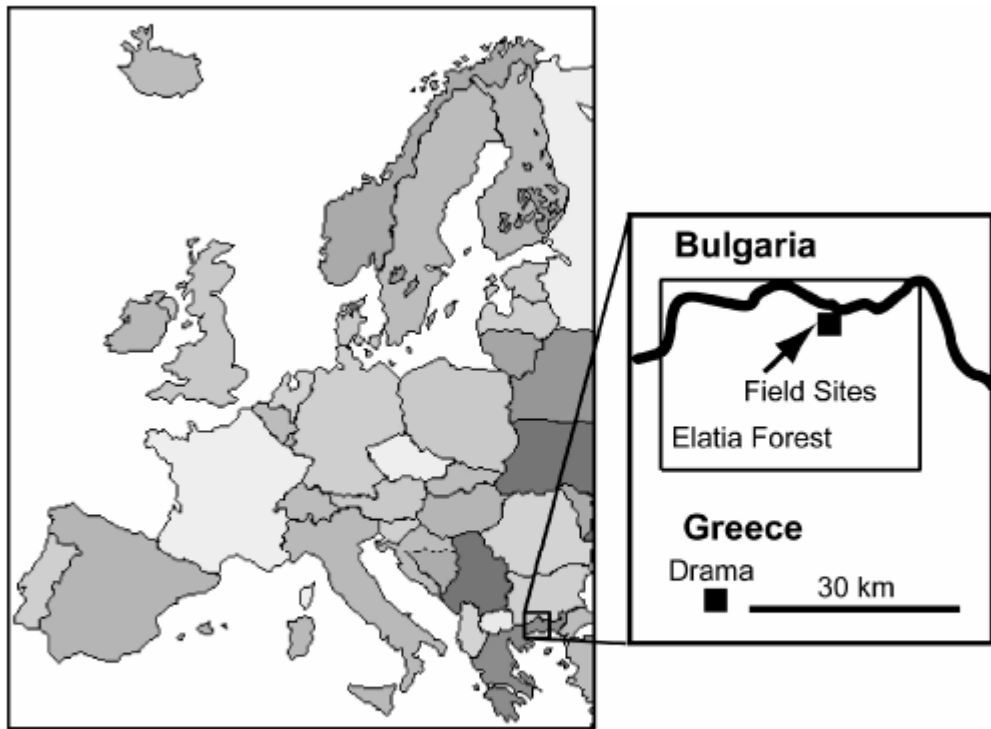 Bulgaria
Field Sites
Elatia Forest
Greece
Drama
30 km